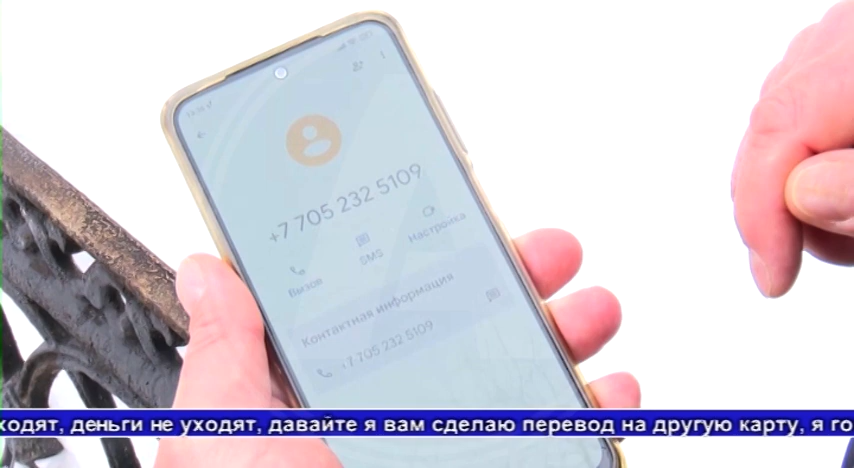 +7 705 232 5109
Вызов
SMS
Настройка
Контактная информация
+7 705 232 5109
ходят, деньги не уходят, давайте я вам сделаю перевод на другую карту, я го